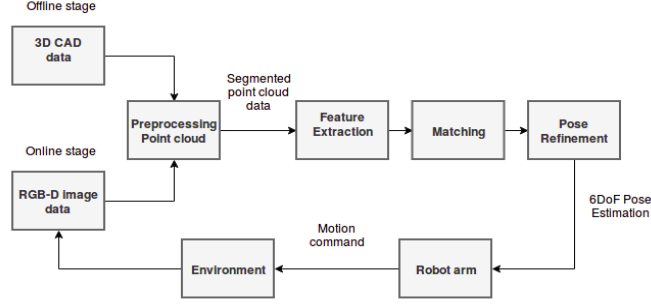 Offline stage
3D CAD
data
Segmented
point cloud
data
Preprocessing
Point cloud
Feature
Extraction
Matching
Pose
Refinement
Online stage
RGB-D image
data
6DoF Pose
Estimation
Motion
command
Environment
Robot arm